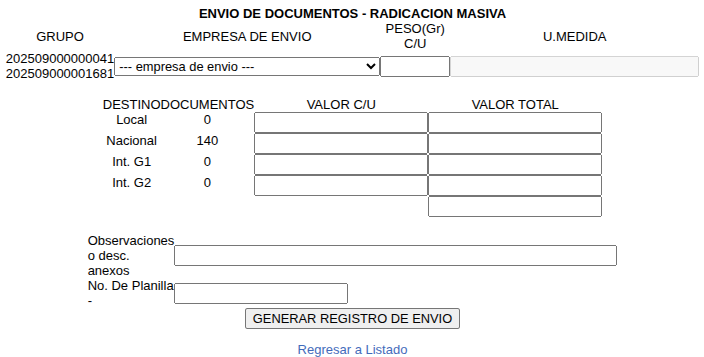 ENVIO DE DOCUMENTOS - RADICACION MASIVA
GRUPO EMPRESA DE ENVIO PESO(Gr) C/U U.MEDIDA
202509000000041
202509000001681
--- empresa de envio ---
DESTINO DOCUMENTOS VALOR C/U VALOR TOTAL
Local 0
Nacional 140
Int. G1 0
Int. G2 0
Observaciones
o desc.
anexos
No. De Planilla
-
GENERAR REGISTRO DE ENVIO
Regresar a Listado